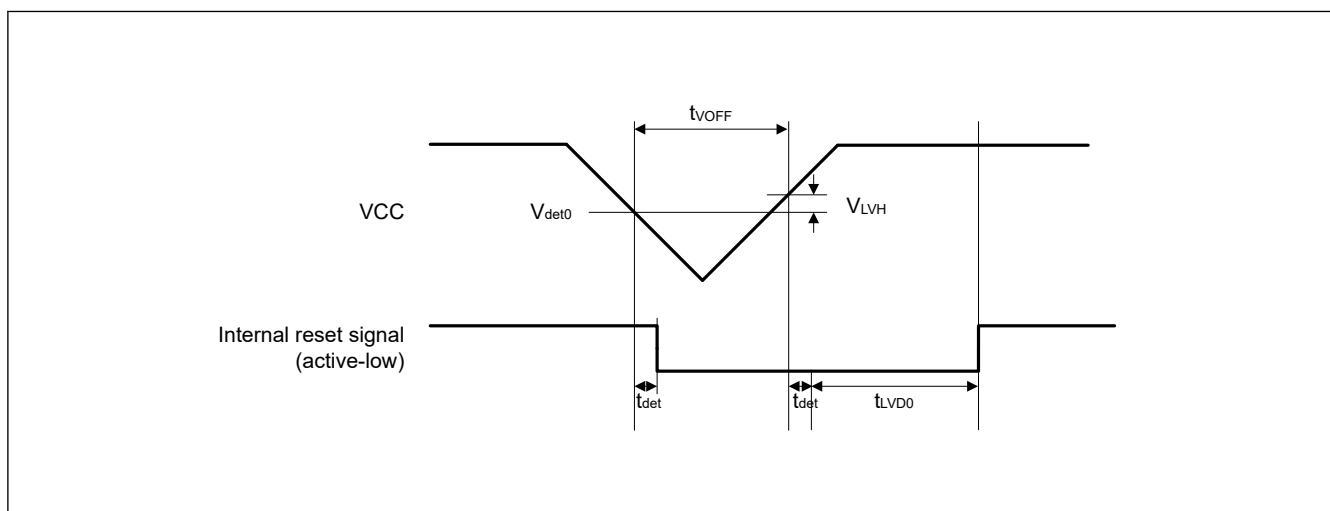 tVOFF
VCC
Vdet0
VLVH
Internal reset signal
(active-low)
tdet
tdet
tLVD0